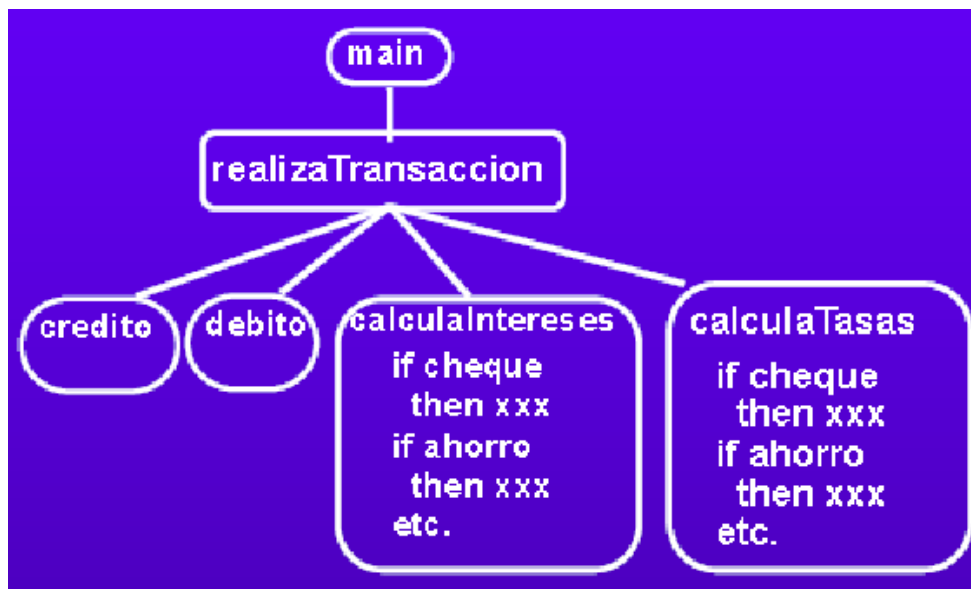 main
realizaTransaccion
credito
debito
calculaIntereses
if cheque
then xxx
if ahorro
then xxx
etc.
calculaTasas
if cheque
then xxx
if ahorro
then xxx
etc.